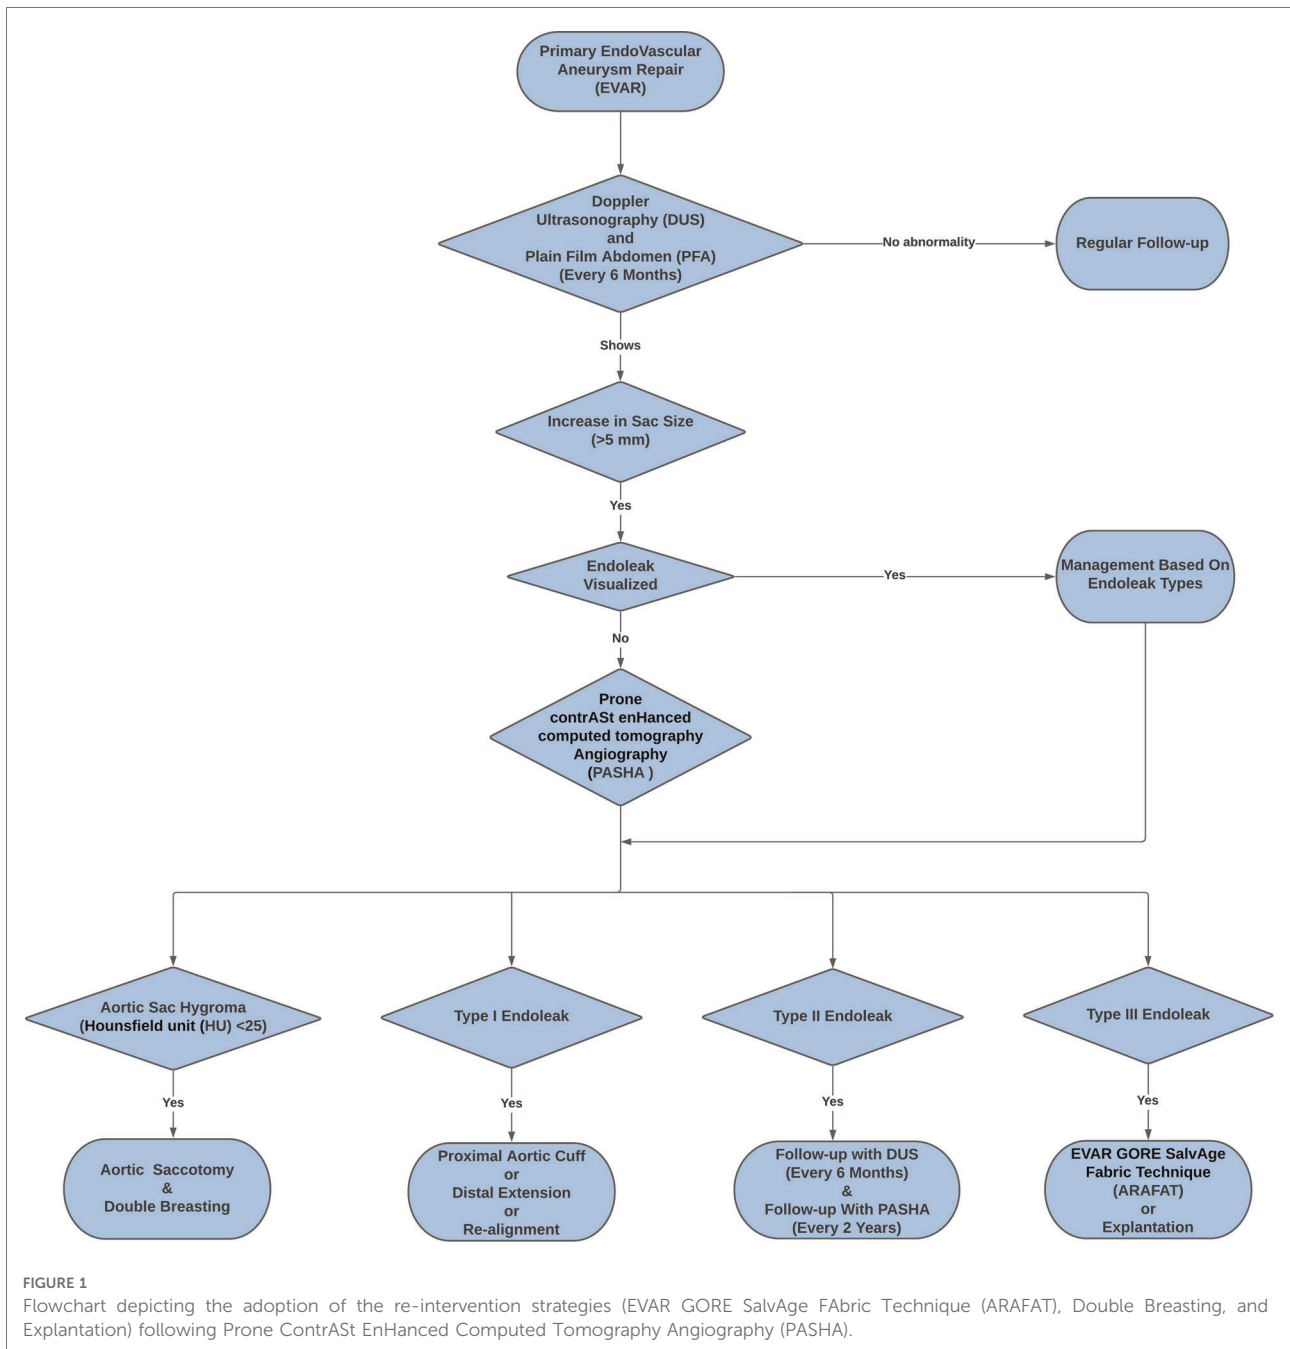 Primary EndoVascular
Aneurysm Repair
(EVAR)
Doppler
Ultrasonography (DUS)
and
Plain Film Abdomen (PFA)
(Every 6 Months)
No abnormality
Regular Follow-up
Shows
Increase in Sac Size
(>5 mm)
Yes
Endoleak
Visualized
Yes
Management Based On
Endoleak Types
No
Prone
contrASt enHanced
computed tomography
Angiography
(PASHA )
Aortic Sac Hygroma
(Hounsfield unit (HU) <25)
Type I Endoleak
Type II Endoleak
Type III Endoleak
Yes
Yes
Yes
Yes
Aortic Saccotomy
&
Double Breasting
Proximal Aortic Cuff
or
Distal Extension
or
Re-alignment
Follow-up with DUS
(Every 6 Months)
&
Follow-up With PASHA
(Every 2 Years)
EVAR GORE SalvAge
Fabric Technique
(ARAFAT)
or
Explantation
FIGURE 1
Flowchart depicting the adoption of the re-intervention strategies (EVAR GORE SalvAge FAbric Technique (ARAFAT), Double Breasting, and
Explantation) following Prone ContrASt EnHanced Computed Tomography Angiography (PASHA).